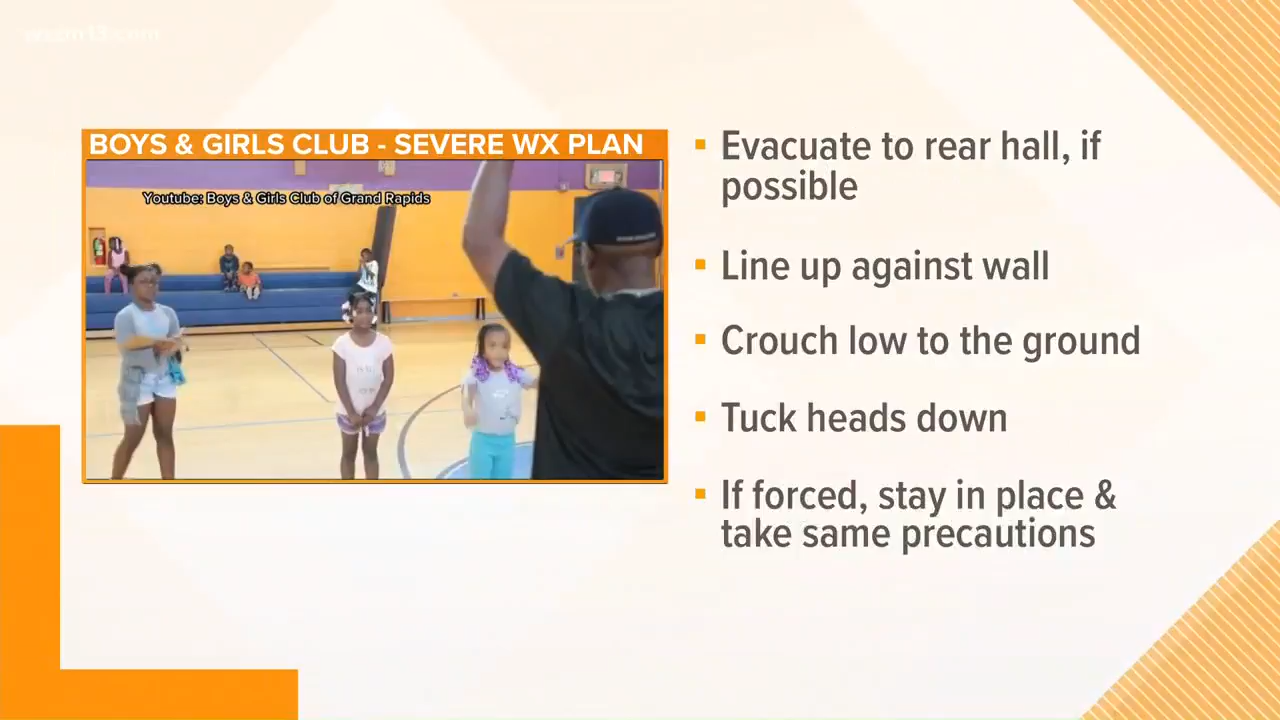 BOYS & GIRLS CLUB - SEVERE WX PLAN
Youtube: Boys & Girls Club of Grand Rapids
Evacuate to rear hall, if
possible
Line up against wall
Crouch low to the ground
Tuck heads down
If forced, stay in place &
take same precautions